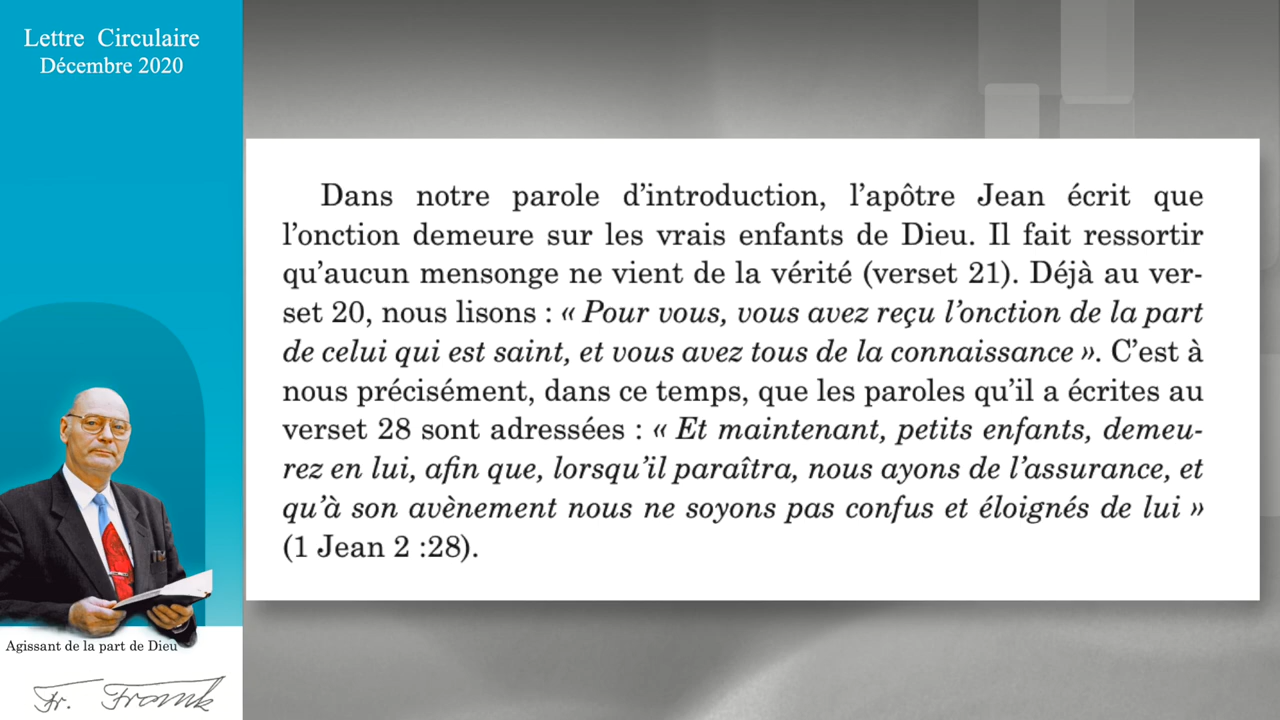 Lettre Circulaire
Décembre 2020
Dans notre parole d'introduction, l'apôtre Jean écrit que
l'onction demeure sur les vrais enfants de Dieu. Il fait ressortir
qu'aucun mensonge ne vient de la vérité (verset 21). Déjà au ver-
set 20, nous lisons : « Pour vous, vous avez reçu l'onction de la part
de celui qui est saint, et vous avez tous de la connaissance ». C'est à
nous précisément, dans ce temps, que les paroles qu'il a écrites au
verset 28 sont adressées : « Et maintenant, petits enfants, demeu-
rez en lui, afin que, lorsqu'il paraîtra, nous ayons de l'assurance, et
qu'à son avènement nous ne soyons pas confus et éloignés de lui »
(1 Jean 2 :28).
Agissant de la part de Dieu
Fr. Frank